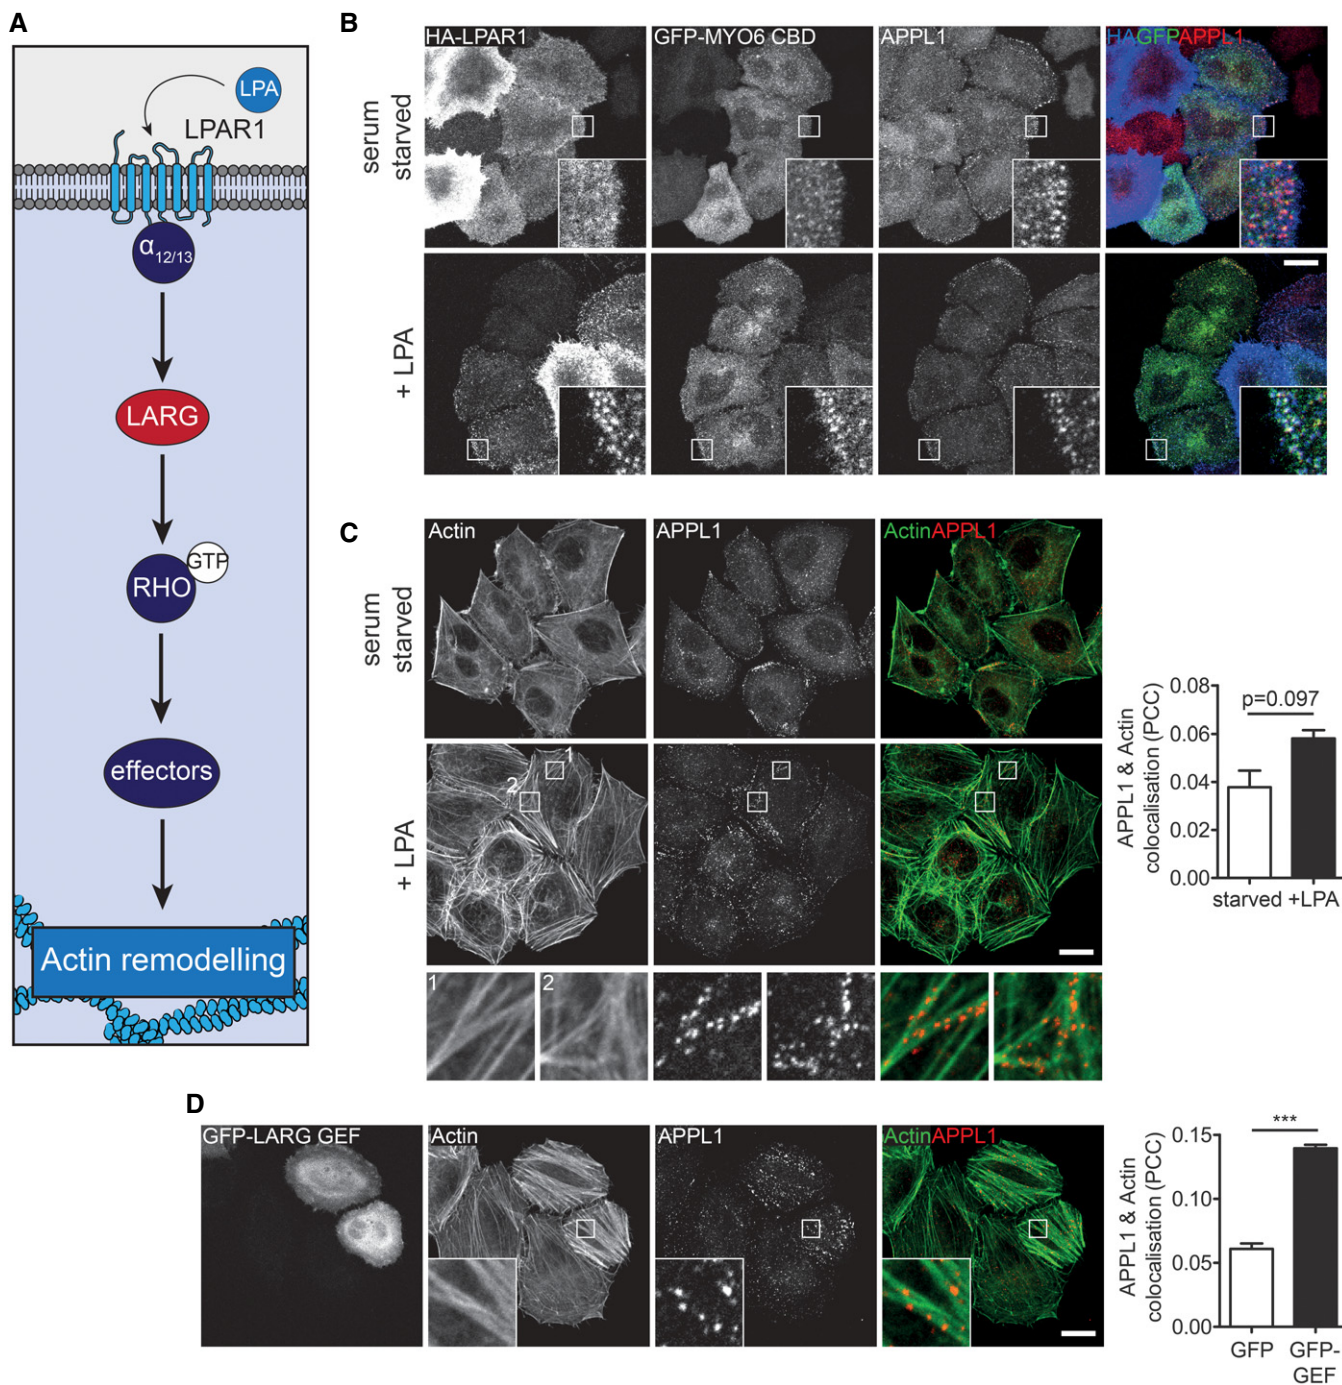 A
LPA
LPAR1
α12/13
LARG
GTP
RHO
effectors
Actin remodelling
B
HA-LPAR1
GFP-MYO6 CBD
APPL1
HAGFPAPPL1
serum
starved
+ LPA
C
Actin
APPL1
ActinAPPL1
serum
starved
+ LPA
1
2
1
2
APPL1 & Actin
colocalisation (PCC)
0.08
0.06
0.04
0.02
0.00
p=0.097
starved +LPA
D
GFP-LARG GEF
Actin
APPL1
ActinAPPL1
APPL1 & Actin
colocalisation (PCC)
0.15
0.10
0.05
0.00
***
GFP
GFP-
GEF